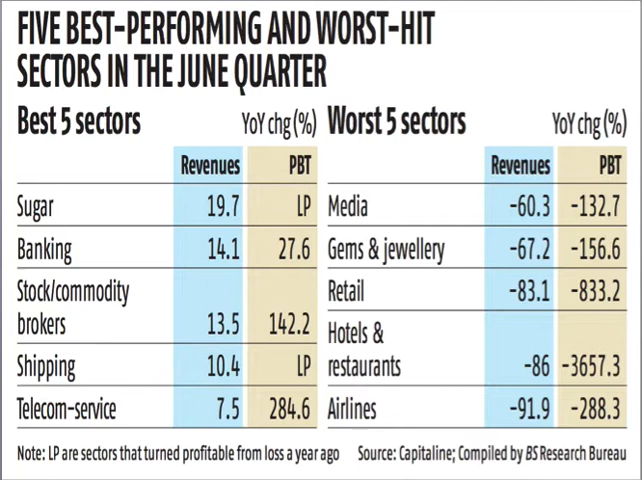 FIVE BEST-PERFORMING AND WORST-HIT
SECTORS IN THE JUNE QUARTER
Best 5 sectors YoY chg (%)
Revenues PBT
Sugar 19.7 LP
Banking 14.1 27.6
Stock/commodity
brokers 13.5 142.2
Shipping 10.4 LP
Telecom-service 7.5 284.6
Worst 5 sectors YoY chg (%)
Revenues PBT
Media -60.3 -132.7
Gems & jewellery -67.2 -156.6
Retail -83.1 -833.2
Hotels &
restaurants -86 -3657.3
Airlines -91.9 -288.3
Note: LP are sectors that turned profitable from loss a year ago Source: Capitaline; Compiled by BS Research Bureau